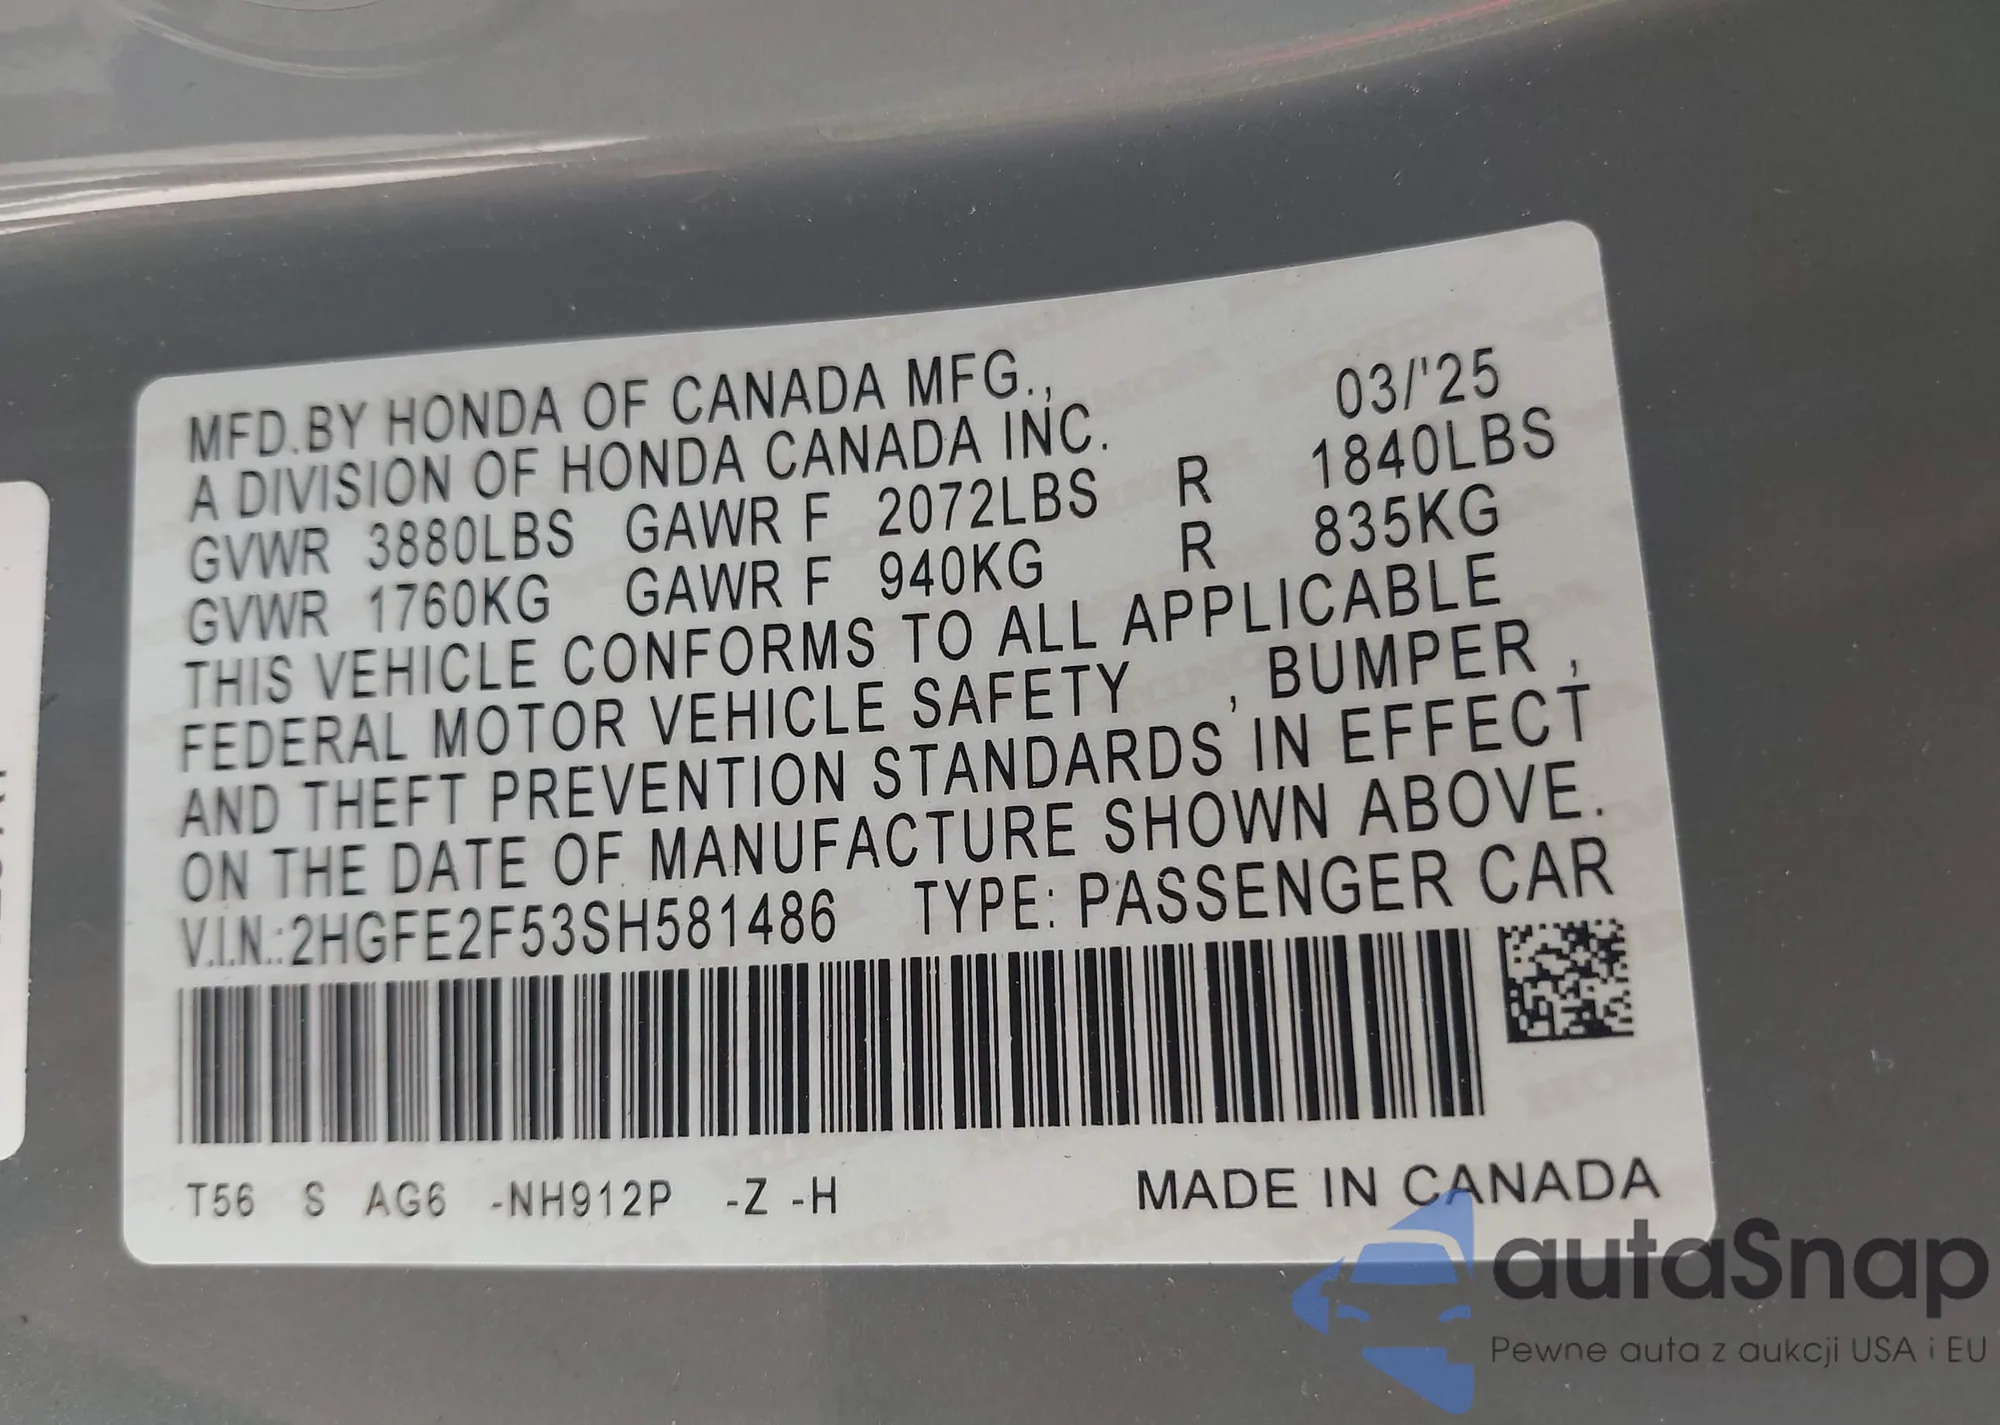 MFD.BY HONDA OF CANADA MFG., 03/'25
A DIVISION OF HONDA CANADA INC.
GVWR 3880LBS GAWR F 2072LBS R 1840LBS
GVWR 1760KG GAWR F 940KG R 835KG
THIS VEHICLE CONFORMS TO ALL APPLICABLE
FEDERAL MOTOR VEHICLE SAFETY , BUMPER ,
AND THEFT PREVENTION STANDARDS IN EFFECT
ON THE DATE OF MANUFACTURE SHOWN ABOVE.
V.I.N.:2HGFE2F53SH581486 TYPE: PASSENGER CAR
T56 S AG6 -NH912P -Z -H MADE IN CANADA
autaSnap
Pewne auta z aukcji USA i EU